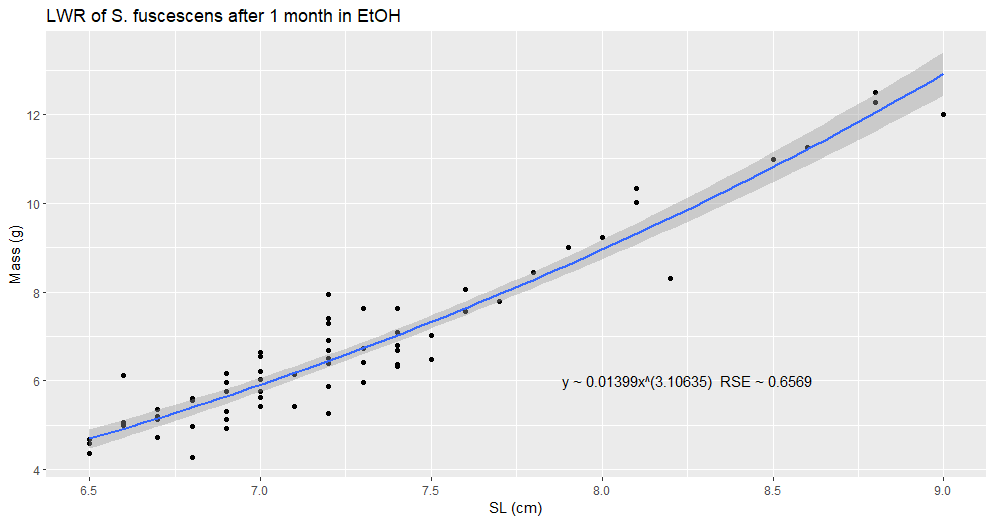 LWR of S. fuscescens after 1 month in EtOH
Mass (g)
12
10
8
6
4
y ~ 0.01399x^(3.10635) RSE ~ 0.6569
6.5 7.0 7.5 8.0 8.5 9.0
SL (cm)